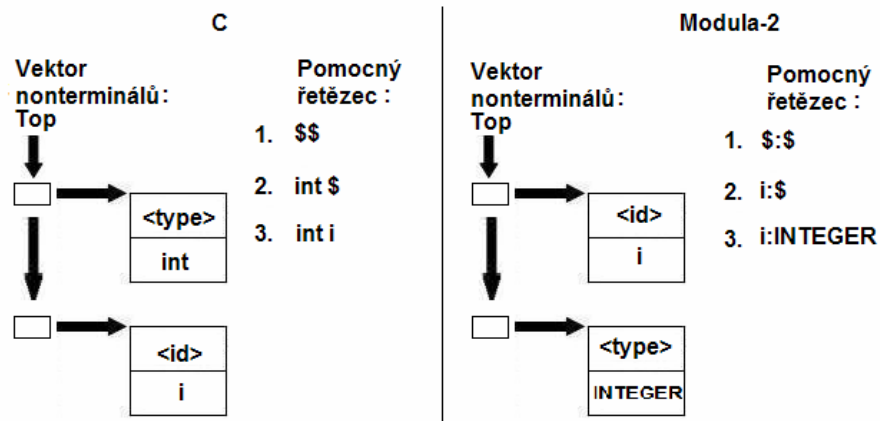 C
Vektor
nonterminálů:
Top
Pomocný
řetězec :
1. $$
2. int $
3. int i
<type>
int
<id>
i
Modula-2
Vektor
nonterminálů:
Top
Pomocný
řetězec :
1. $:$
2. i:$
3. i:INTEGER
<id>
i
<type>
INTEGER